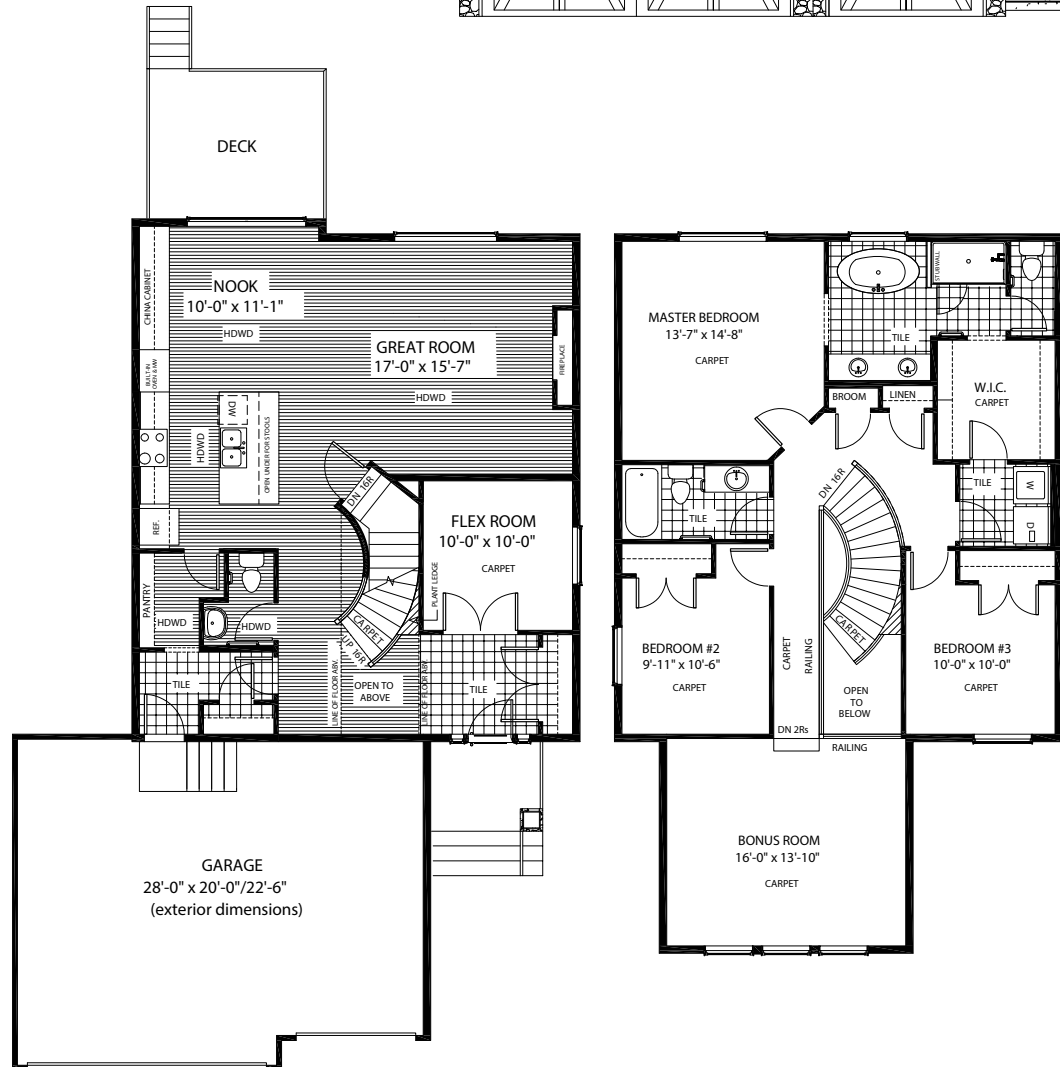 DECK
NOOK
10'-0" x 11'-1"
HDWD
CHINA CABINET
GREAT ROOM
17'-0" x 15'-7"
HDWD
FIREPLACE
BUILT-IN
OVEN & MW
DW
HDWD
OPEN UNDER FOR STOOLS
REF.
DN 16R
FLEX ROOM
10'-0" x 10'-0"
CARPET
PLANT LEDGE
PANTRY
HDWD
HDWD
CARPET
UP 16R
TILE
LINE OF FLOOR ABV.
OPEN TO
ABOVE
LINE OF FLOOR ABV.
TILE
GARAGE
28'-0" x 20'-0"/22'-6"
(exterior dimensions)
MASTER BEDROOM
13'-7" x 14'-8"
CARPET
STUBWALL
TILE
BROOM
LINEN
W.I.C.
CARPET
TILE
DN 16R
TILE
W
D
BEDROOM #2
9'-11" x 10'-6"
CARPET
CARPET
RAILING
CARPET
OPEN
TO
BELOW
BEDROOM #3
10'-0" x 10'-0"
CARPET
DN 2Rs
RAILING
BONUS ROOM
16'-0" x 13'-10"
CARPET